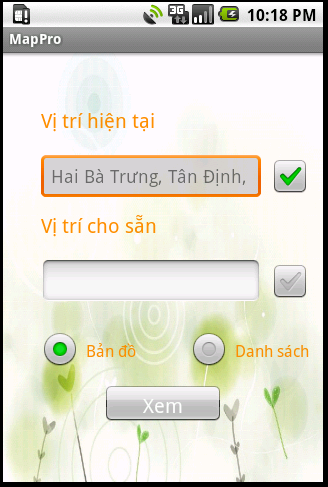 3G
10:18 PM
MapPro
Vị trí hiện tại
Hai Bà Trưng, Tân Định,
Vị trí cho sẵn
Bản đồ
Danh sách
Xem